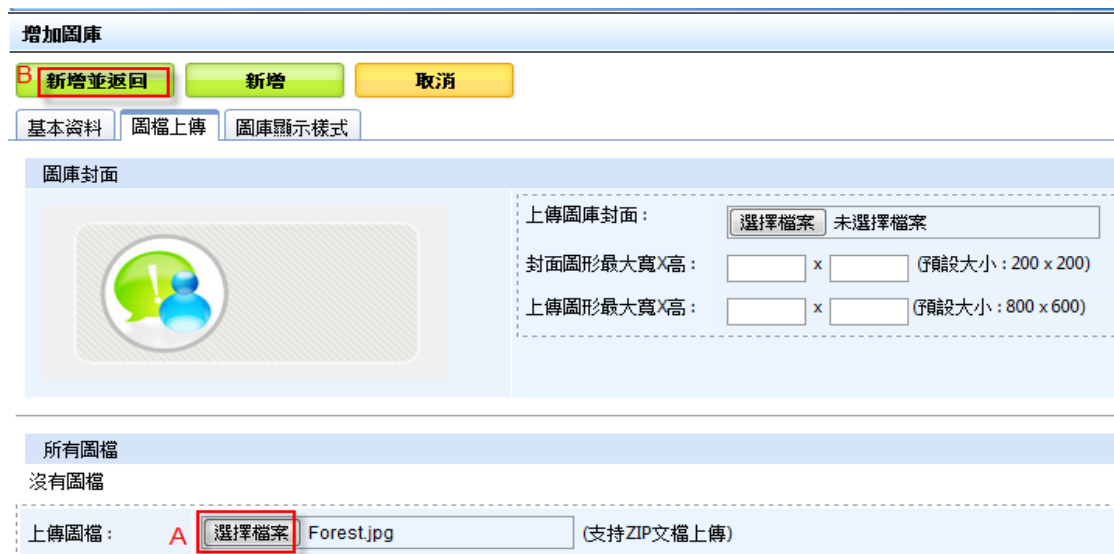 增加圖庫
B 新增並返回 新增 取消
基本資料 圖檔上傳 圖庫顯示樣式
圖庫封面
上傳圖庫封面： 選擇檔案 未選擇檔案
封面圖形最大寬X高： x (預設大小：200 x 200)
上傳圖形最大寬X高： x (預設大小：800 x 600)
所有圖檔
沒有圖檔
上傳圖檔： A 選擇檔案 Forest.jpg (支持ZIP文檔上傳)